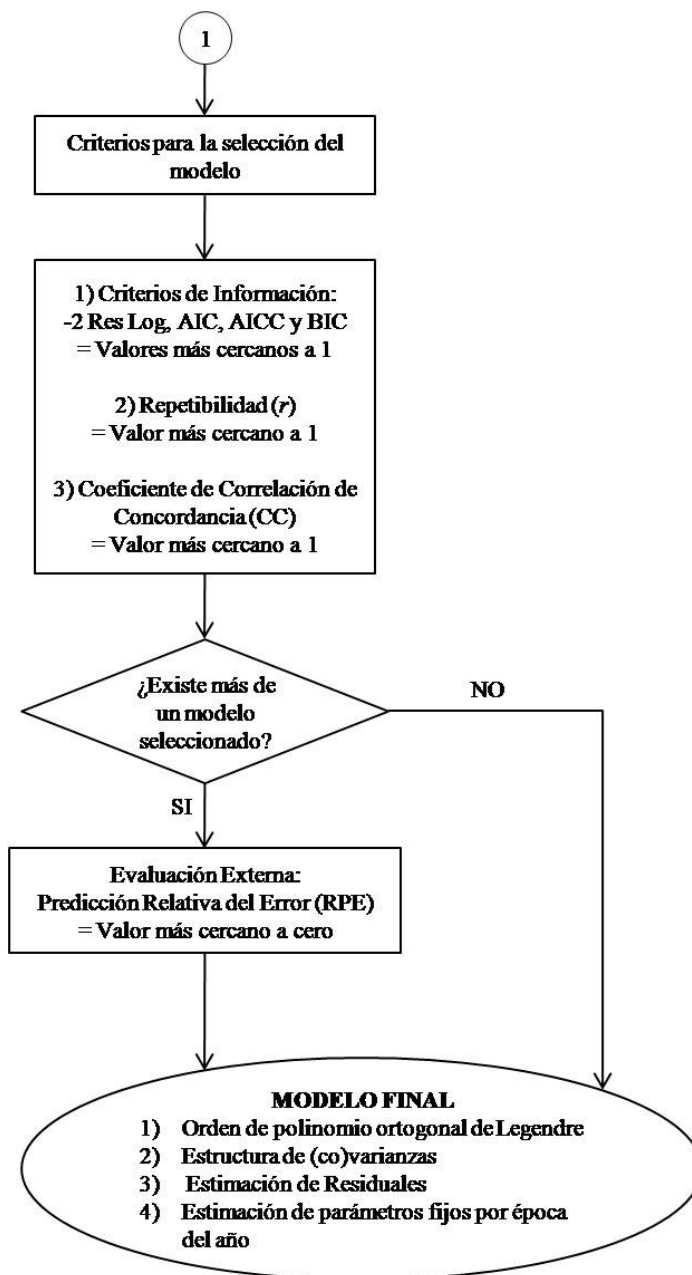 1
Criterios para la selección del
modelo
1) Criterios de Información:
-2 Res Log, AIC, AICC y BIC
= Valores más cercanos a 1
2) Repetibilidad (r)
= Valor más cercano a 1
3) Coeficiente de Correlación de
Concordancia (CC)
= Valor más cercano a 1
¿Existe más de
un modelo
seleccionado?
NO
SI
Evaluación Externa:
Predicción Relativa del Error (RPE)
= Valor más cercano a cero
MODELO FINAL
1) Orden de polinomio ortogonal de Legendre
2) Estructura de (co)varianzas
3) Estimación de Residuales
4) Estimación de parámetros fijos por época
del año